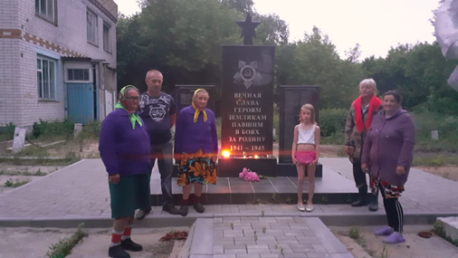 ВЕЧНАЯ
СЛАВА
ГЕРОЯМ
ЗЕМЛЯКАМ
ПАВШИМ
В БОЯХ
ЗА РОДИНУ
1941-1945